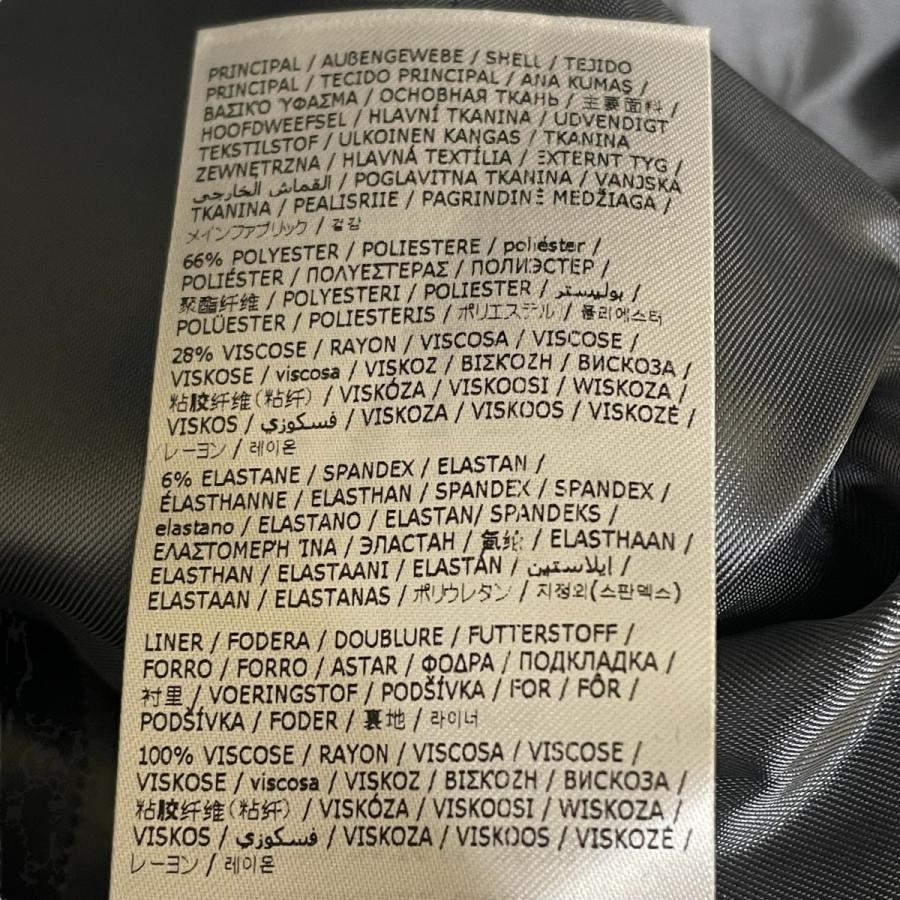 PRINCIPAL / AUßENGEWEBE / SHELL / TEJIDO
PRINCIPAL / TECIDO PRINCIPAL / ANA KUMAŞ /
ΒΑΣΙΚΌ ΎΦΑΣΜΑ / ОСНОВНАЯ ТКАНЬ / 主要面料 /
HOOFDWEEFSEL / HLAVNÍ TKANINA / UDVENDIGT
TEKSTILSTOF / ULKOINEN KANGAS / TKANINA
ZEWNĘTRZNA / HLAVNÁ TEXTÍLIA / EXTERNT TYG /
القماش الخارجي / POGLAVITNA TKANINA / VANJSKA
TKANINA / PEALISRIIE / PAGRINDINĖ MEDŽIAGA /
メインファブリック / 겉감
66% POLYESTER / POLIESTERE / poliéster /
POLIÉSTER / ΠΟΛΥΕΣΤΕΡΑΣ / ПОЛИЭСТЕР /
聚酯纤维 / POLYESTERI / POLIESTER / بوليستر /
POLÜESTER / POLIESTERIS / ポリエステル / 폴리에스터
28% VISCOSE / RAYON / VISCOSA / VISCOSE /
VISKOSE / viscosa / VISKOZ / ΒΙΣΚΌΖΗ / ВИСКОЗА /
粘胶纤维(粘纤) / VISKÓZA / VISKOOSI / WISKOZA /
VISKOS / فسكوزي / VISKOZA / VISKOOS / VISKOZĖ /
レーヨン / 레이온
6% ELASTANE / SPANDEX / ELASTAN /
ÉLASTHANNE / ELASTHAN / SPANDEX / SPANDEX /
elastano / ELASTANO / ELASTAN/ SPANDEKS /
ΕΛΑΣΤΟΜΕΡΉ ΊΝΑ / ЭЛАСТАН / 氨纶 / ELASTHAAN /
ELASTHAN / ELASTAANI / ELASTAN / إيلاستين /
ELASTAAN / ELASTANAS / ポリウレタン / 지정외(스판덱스)
LINER / FODERA / DOUBLURE / FUTTERSTOFF /
FORRO / FORRO / ASTAR / ΦΟΔΡΑ / ПОДКЛАДКА /
衬里 / VOERINGSTOF / PODŠÍVKA / FOR / FÔR /
PODŠÍVKA / FODER / 裏地 / 라이너
100% VISCOSE / RAYON / VISCOSA / VISCOSE /
VISKOSE / viscosa / VISKOZ / ΒΙΣΚΌΖΗ / ВИСКОЗА /
粘胶纤维(粘纤) / VISKÓZA / VISKOOSI / WISKOZA /
VISKOS / فسكوزي / VISKOZA / VISKOOS / VISKOZĖ /
レーヨン / 레이온